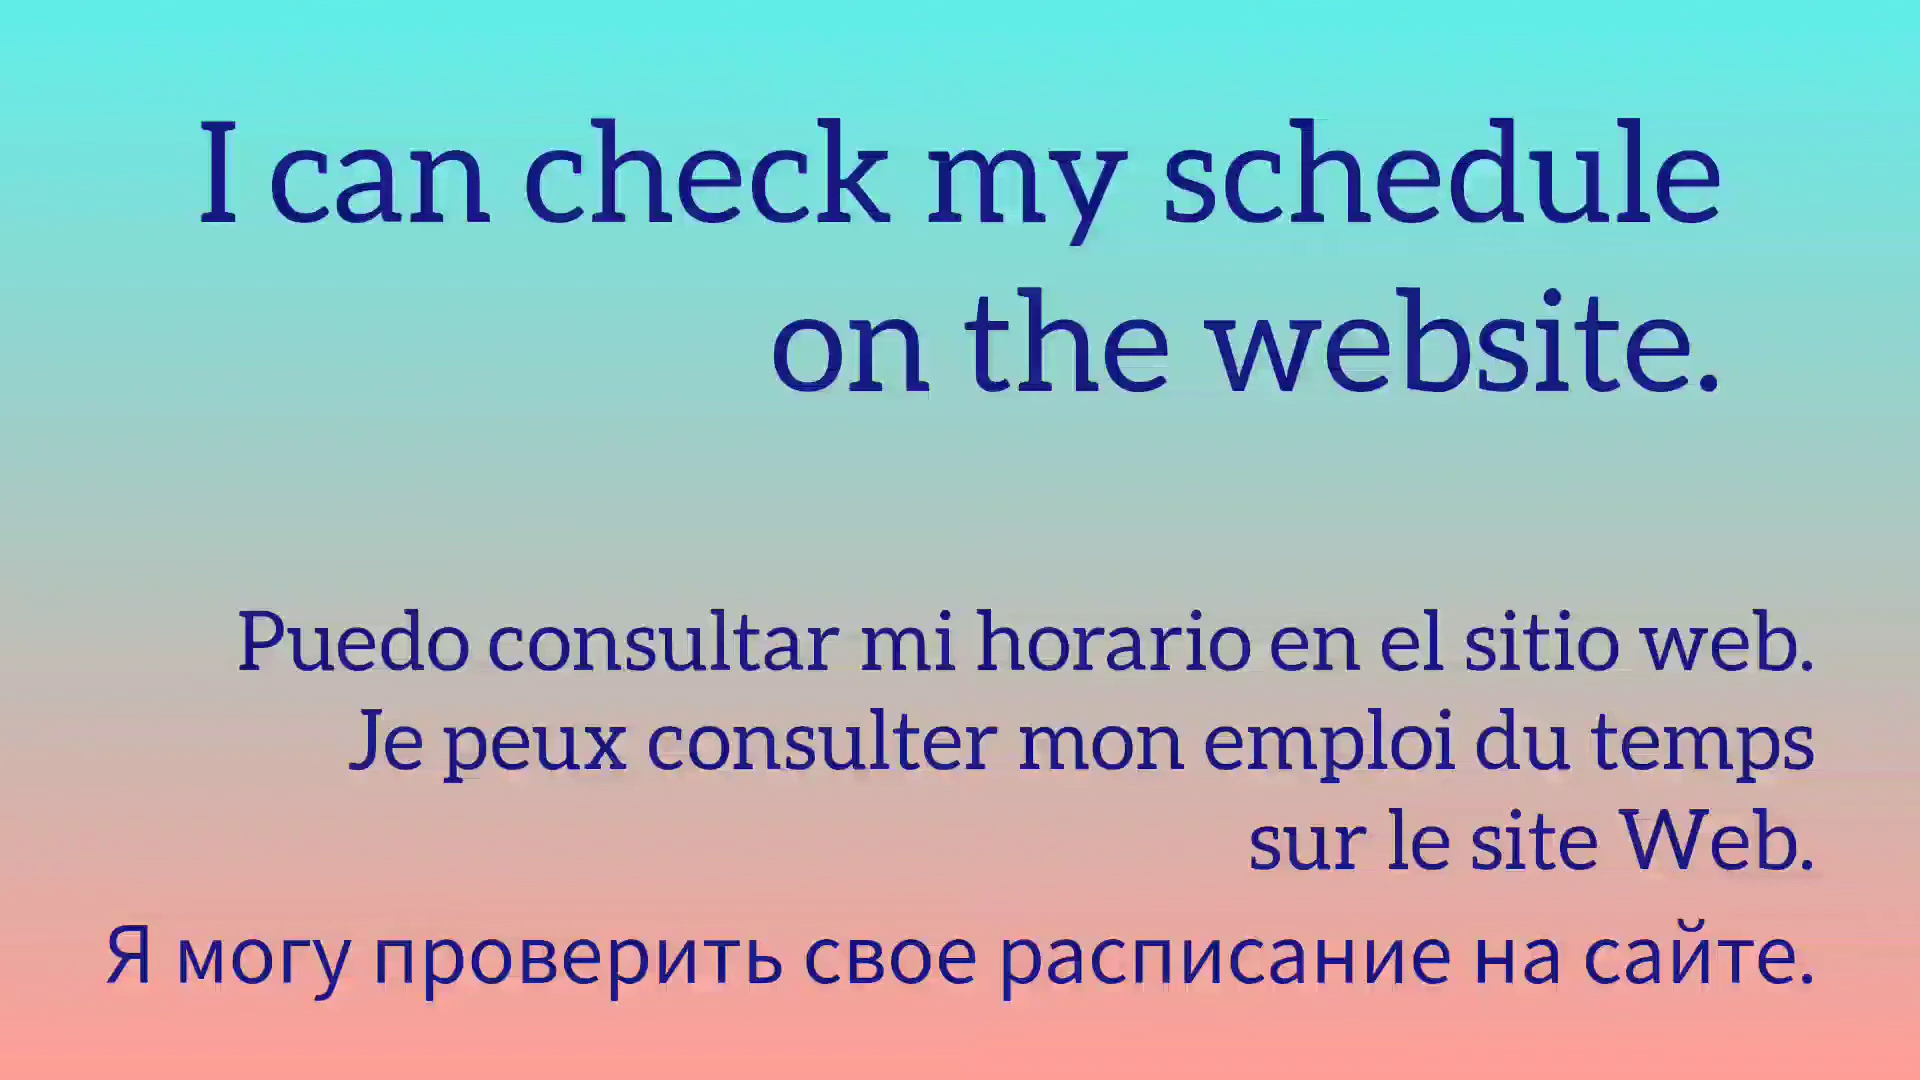 I can check my schedule
on the website.
Puedo consultar mi horario en el sitio web.
Je peux consulter mon emploi du temps
sur le site Web.
Я могу проверить свое расписание на сайте.